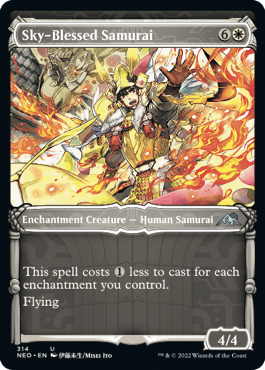 Sky-Blessed Samurai 6
Enchantment Creature — Human Samurai
This spell costs 1 less to cast for each
enchantment you control.
Flying
4/4
314 U
NEO • EN 伊藤未生/Misei Ito ™ & © 2022 Wizards of the Coast